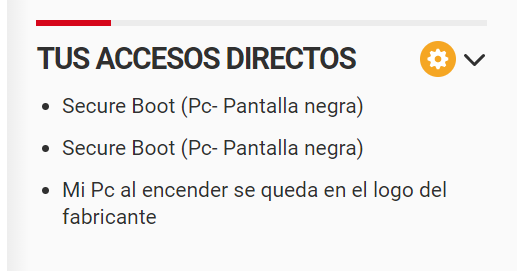 TUS ACCESOS DIRECTOS
Secure Boot (Pc- Pantalla negra)
Secure Boot (Pc- Pantalla negra)
Mi Pc al encender se queda en el logo del
fabricante